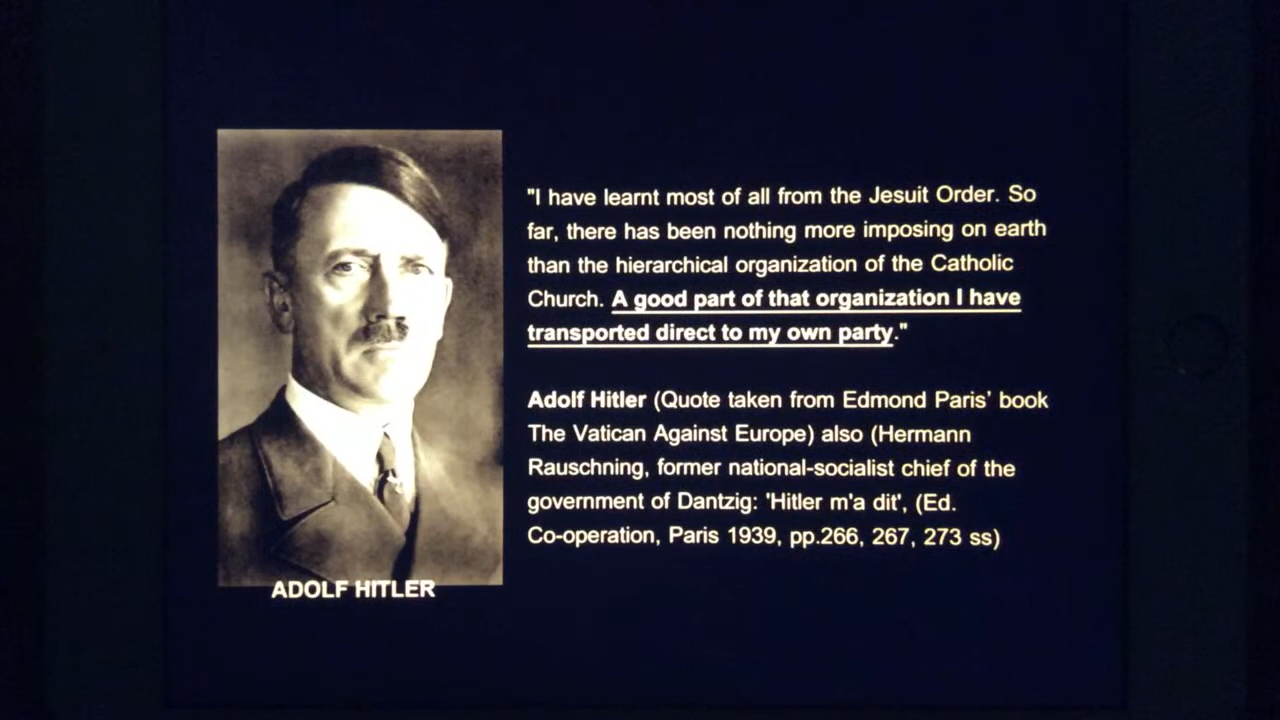 "I have learnt most of all from the Jesuit Order. So
far, there has been nothing more imposing on earth
than the hierarchical organization of the Catholic
Church. A good part of that organization I have
transported direct to my own party."
Adolf Hitler (Quote taken from Edmond Paris' book
The Vatican Against Europe) also (Hermann
Rauschning, former national-socialist chief of the
government of Dantzig: 'Hitler m'a dit', (Ed.
Co-operation, Paris 1939, pp.266, 267, 273 ss)
ADOLF HITLER